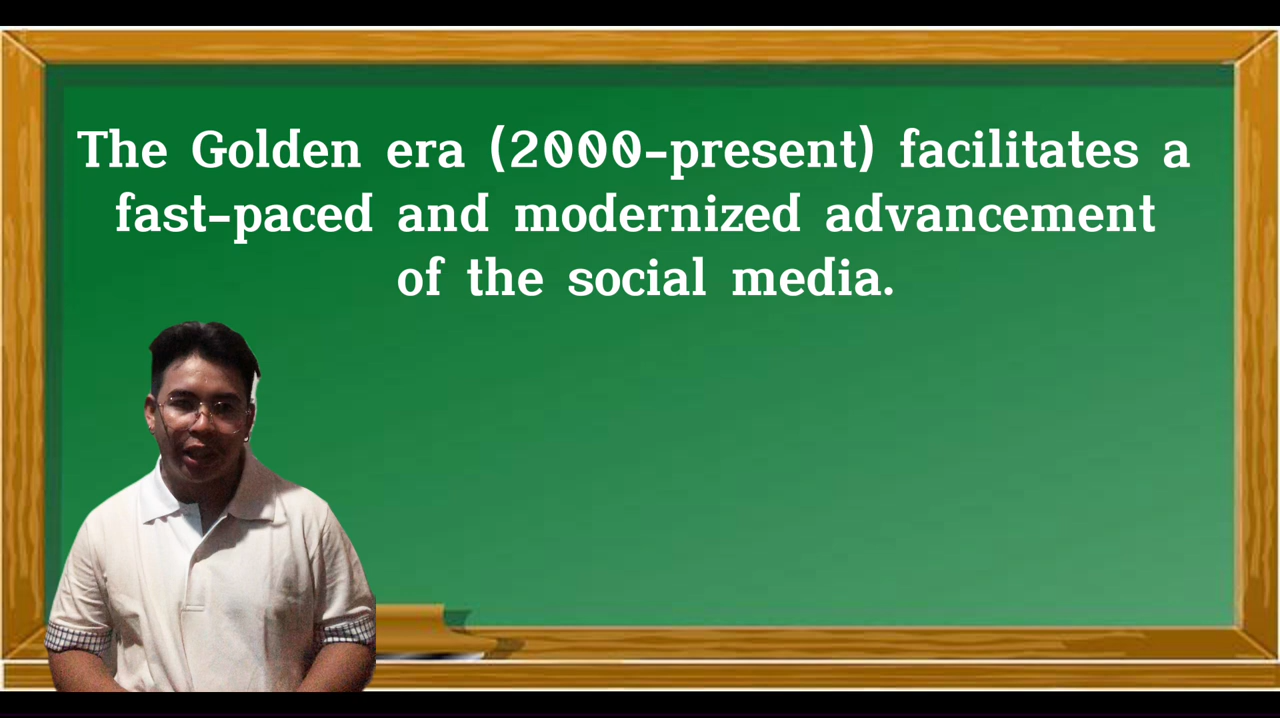 The Golden era (2000-present) facilitates a
fast-paced and modernized advancement
of the social media.